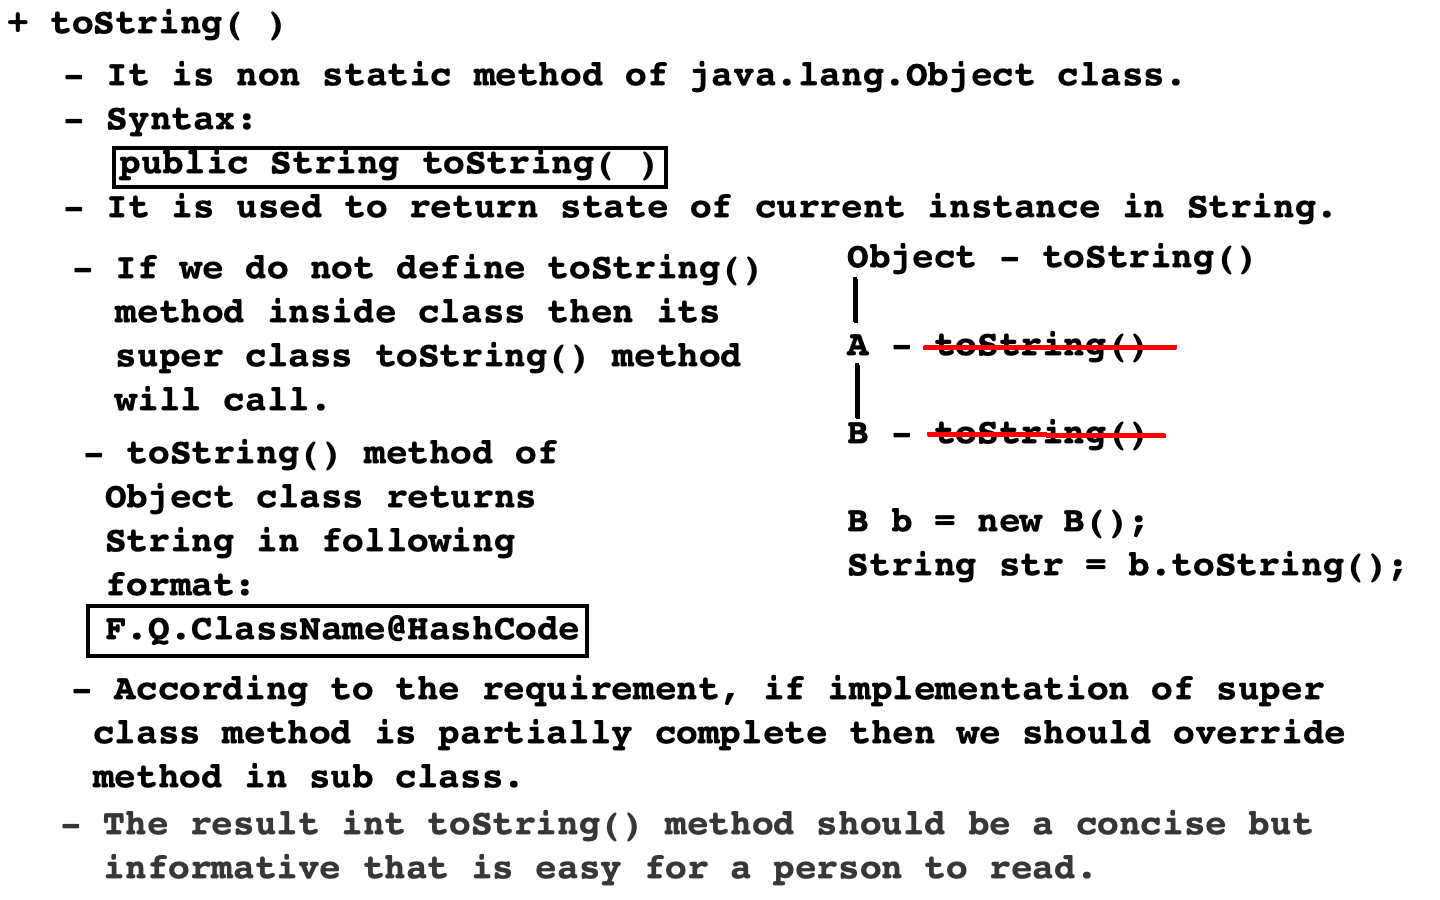 + toString( )
- It is non static method of java.lang.Object class.
- Syntax:
public String toString( )
- It is used to return state of current instance in String.
- If we do not define toString()
method inside class then its
super class toString() method
will call.
- toString() method of
Object class returns
String in following
format:
F.Q.ClassName@HashCode
Object - toString()
A - toString()
B - toString()
B b = new B();
String str = b.toString();
- According to the requirement, if implementation of super
class method is partially complete then we should override
method in sub class.
- The result int toString() method should be a concise but
informative that is easy for a person to read.